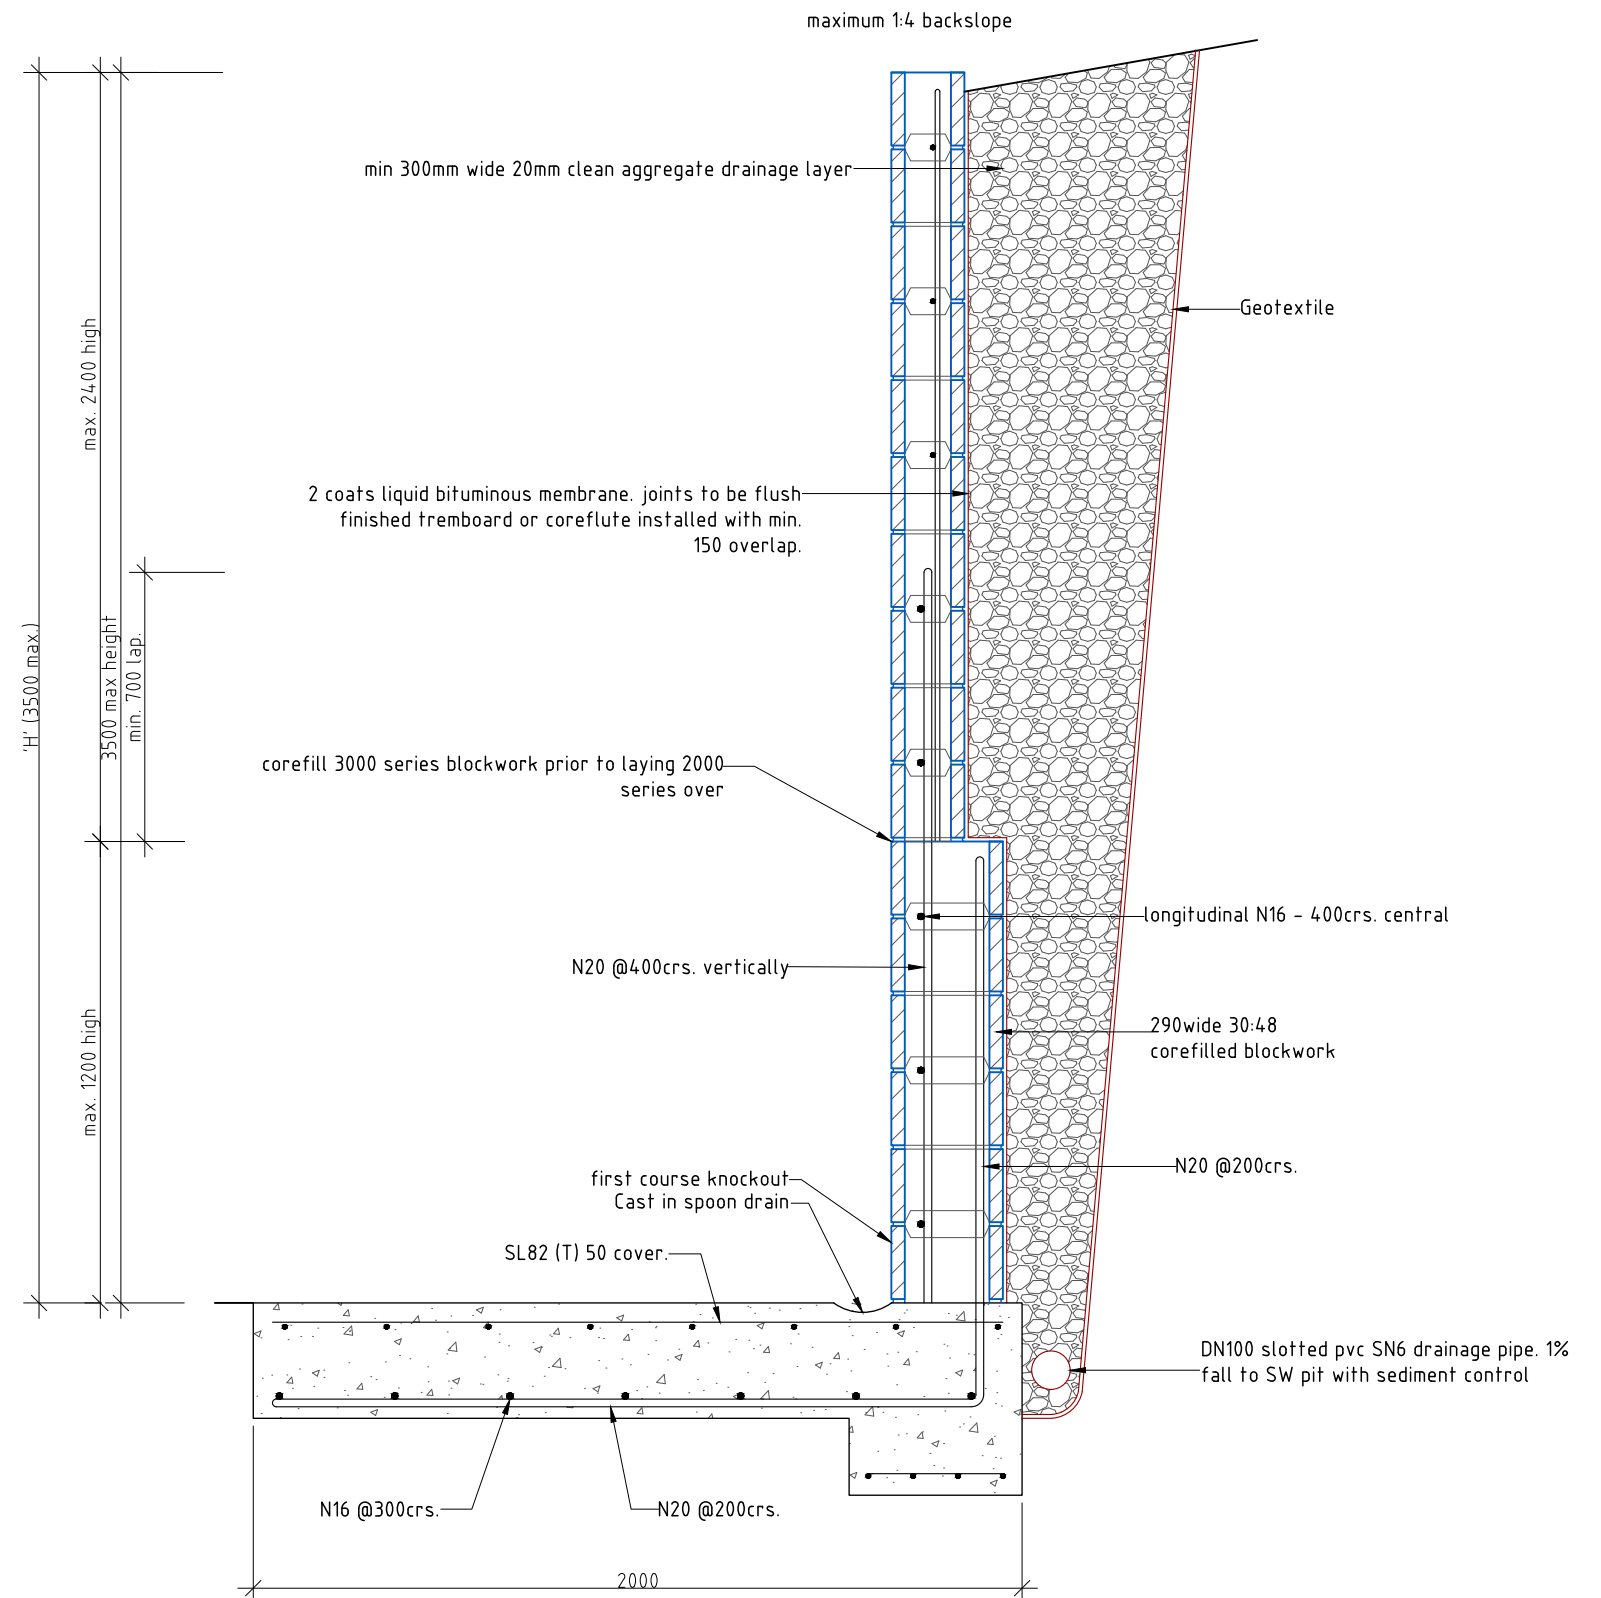 maximum 1:4 backslope
min 300mm wide 20mm clean aggregate drainage layer
Geotextile
max. 2400 high
2 coats liquid bituminous membrane. joints to be flush
finished tremboard or coreflute installed with min.
150 overlap.
'H' (3500 max.)
3500 max height
min. 700 lap.
corefill 3000 series blockwork prior to laying 2000
series over
longitudinal N16 - 400crs. central
N20 @400crs. vertically
290wide 30:48
corefilled blockwork
max. 1200 high
N20 @200crs.
first course knockout
Cast in spoon drain
SL82 (T) 50 cover.
DN100 slotted pvc SN6 drainage pipe. 1%
fall to SW pit with sediment control
N16 @300crs.
N20 @200crs.
2000